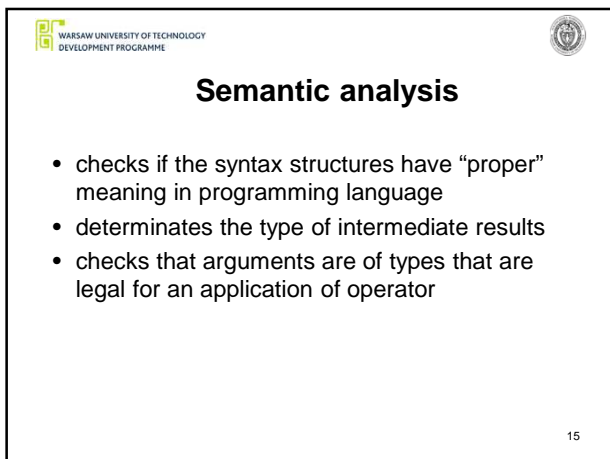 WARSAW UNIVERSITY OF TECHNOLOGY
DEVELOPMENT PROGRAMME
Semantic analysis
• checks if the syntax structures have “proper”
meaning in programming language
• determinates the type of intermediate results
• checks that arguments are of types that are
legal for an application of operator
15